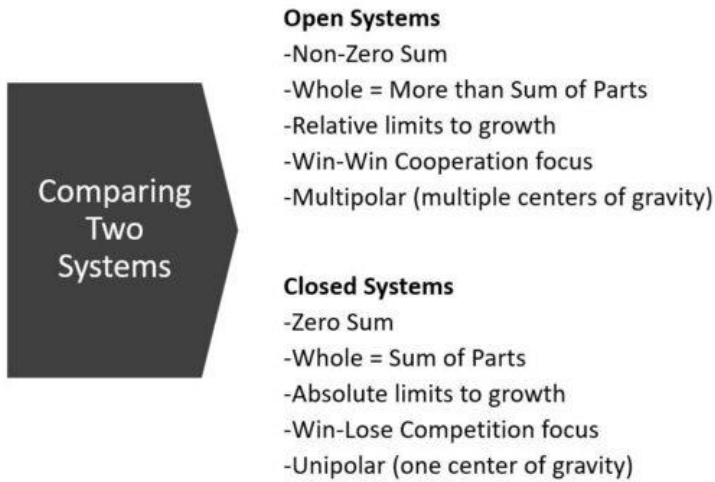 Comparing
Two
Systems
Open Systems
-Non-Zero Sum
-Whole = More than Sum of Parts
-Relative limits to growth
-Win-Win Cooperation focus
-Multipolar (multiple centers of gravity)
Closed Systems
-Zero Sum
-Whole = Sum of Parts
-Absolute limits to growth
-Win-Lose Competition focus
-Unipolar (one center of gravity)